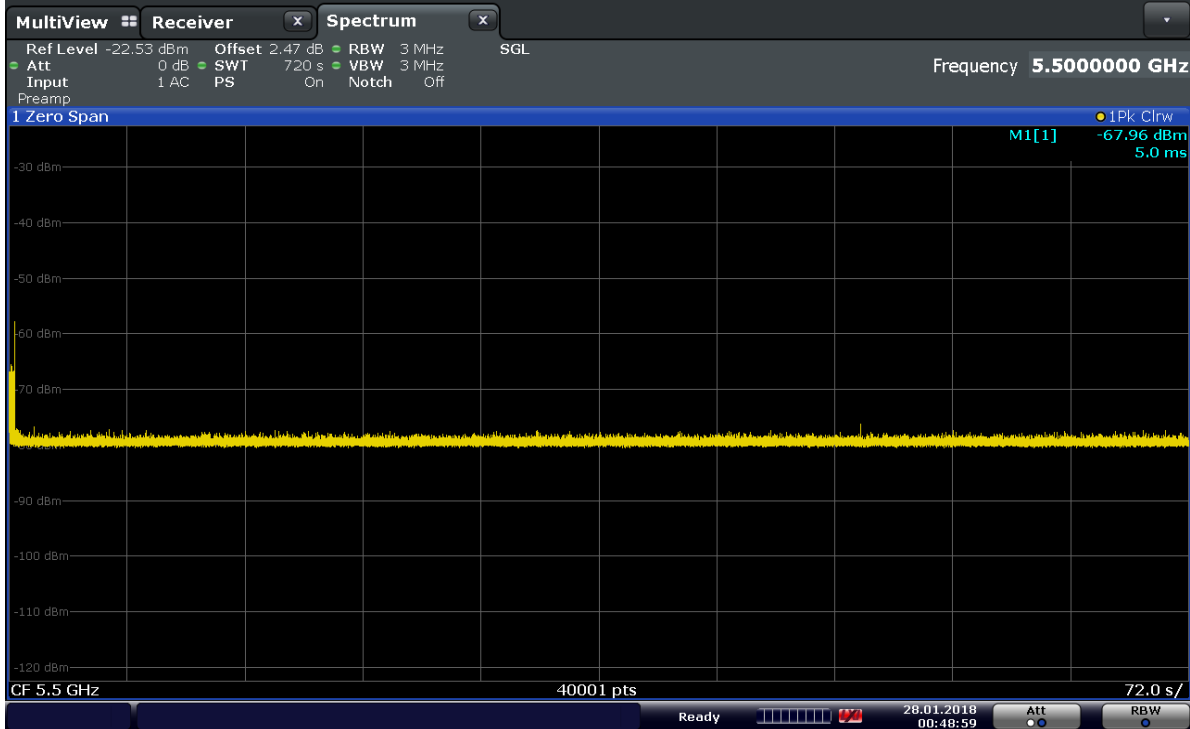 MultiView Receiver x Spectrum x
Ref Level -22.53 dBm Offset 2.47 dB RBW 3 MHz SGL
Att 0 dB SWT 720 s VBW 3 MHz Frequency 5.5000000 GHz
Input 1 AC PS On Notch Off
Preamp
1 Zero Span 1Pk Clrw
M1[1] -67.96 dBm
5.0 ms
-30 dBm
-40 dBm
-50 dBm
-60 dBm
-70 dBm
-90 dBm
-100 dBm
-110 dBm
-120 dBm
CF 5.5 GHz 40001 pts 72.0 s/
Ready 28.01.2018 Att RBW
00:48:59